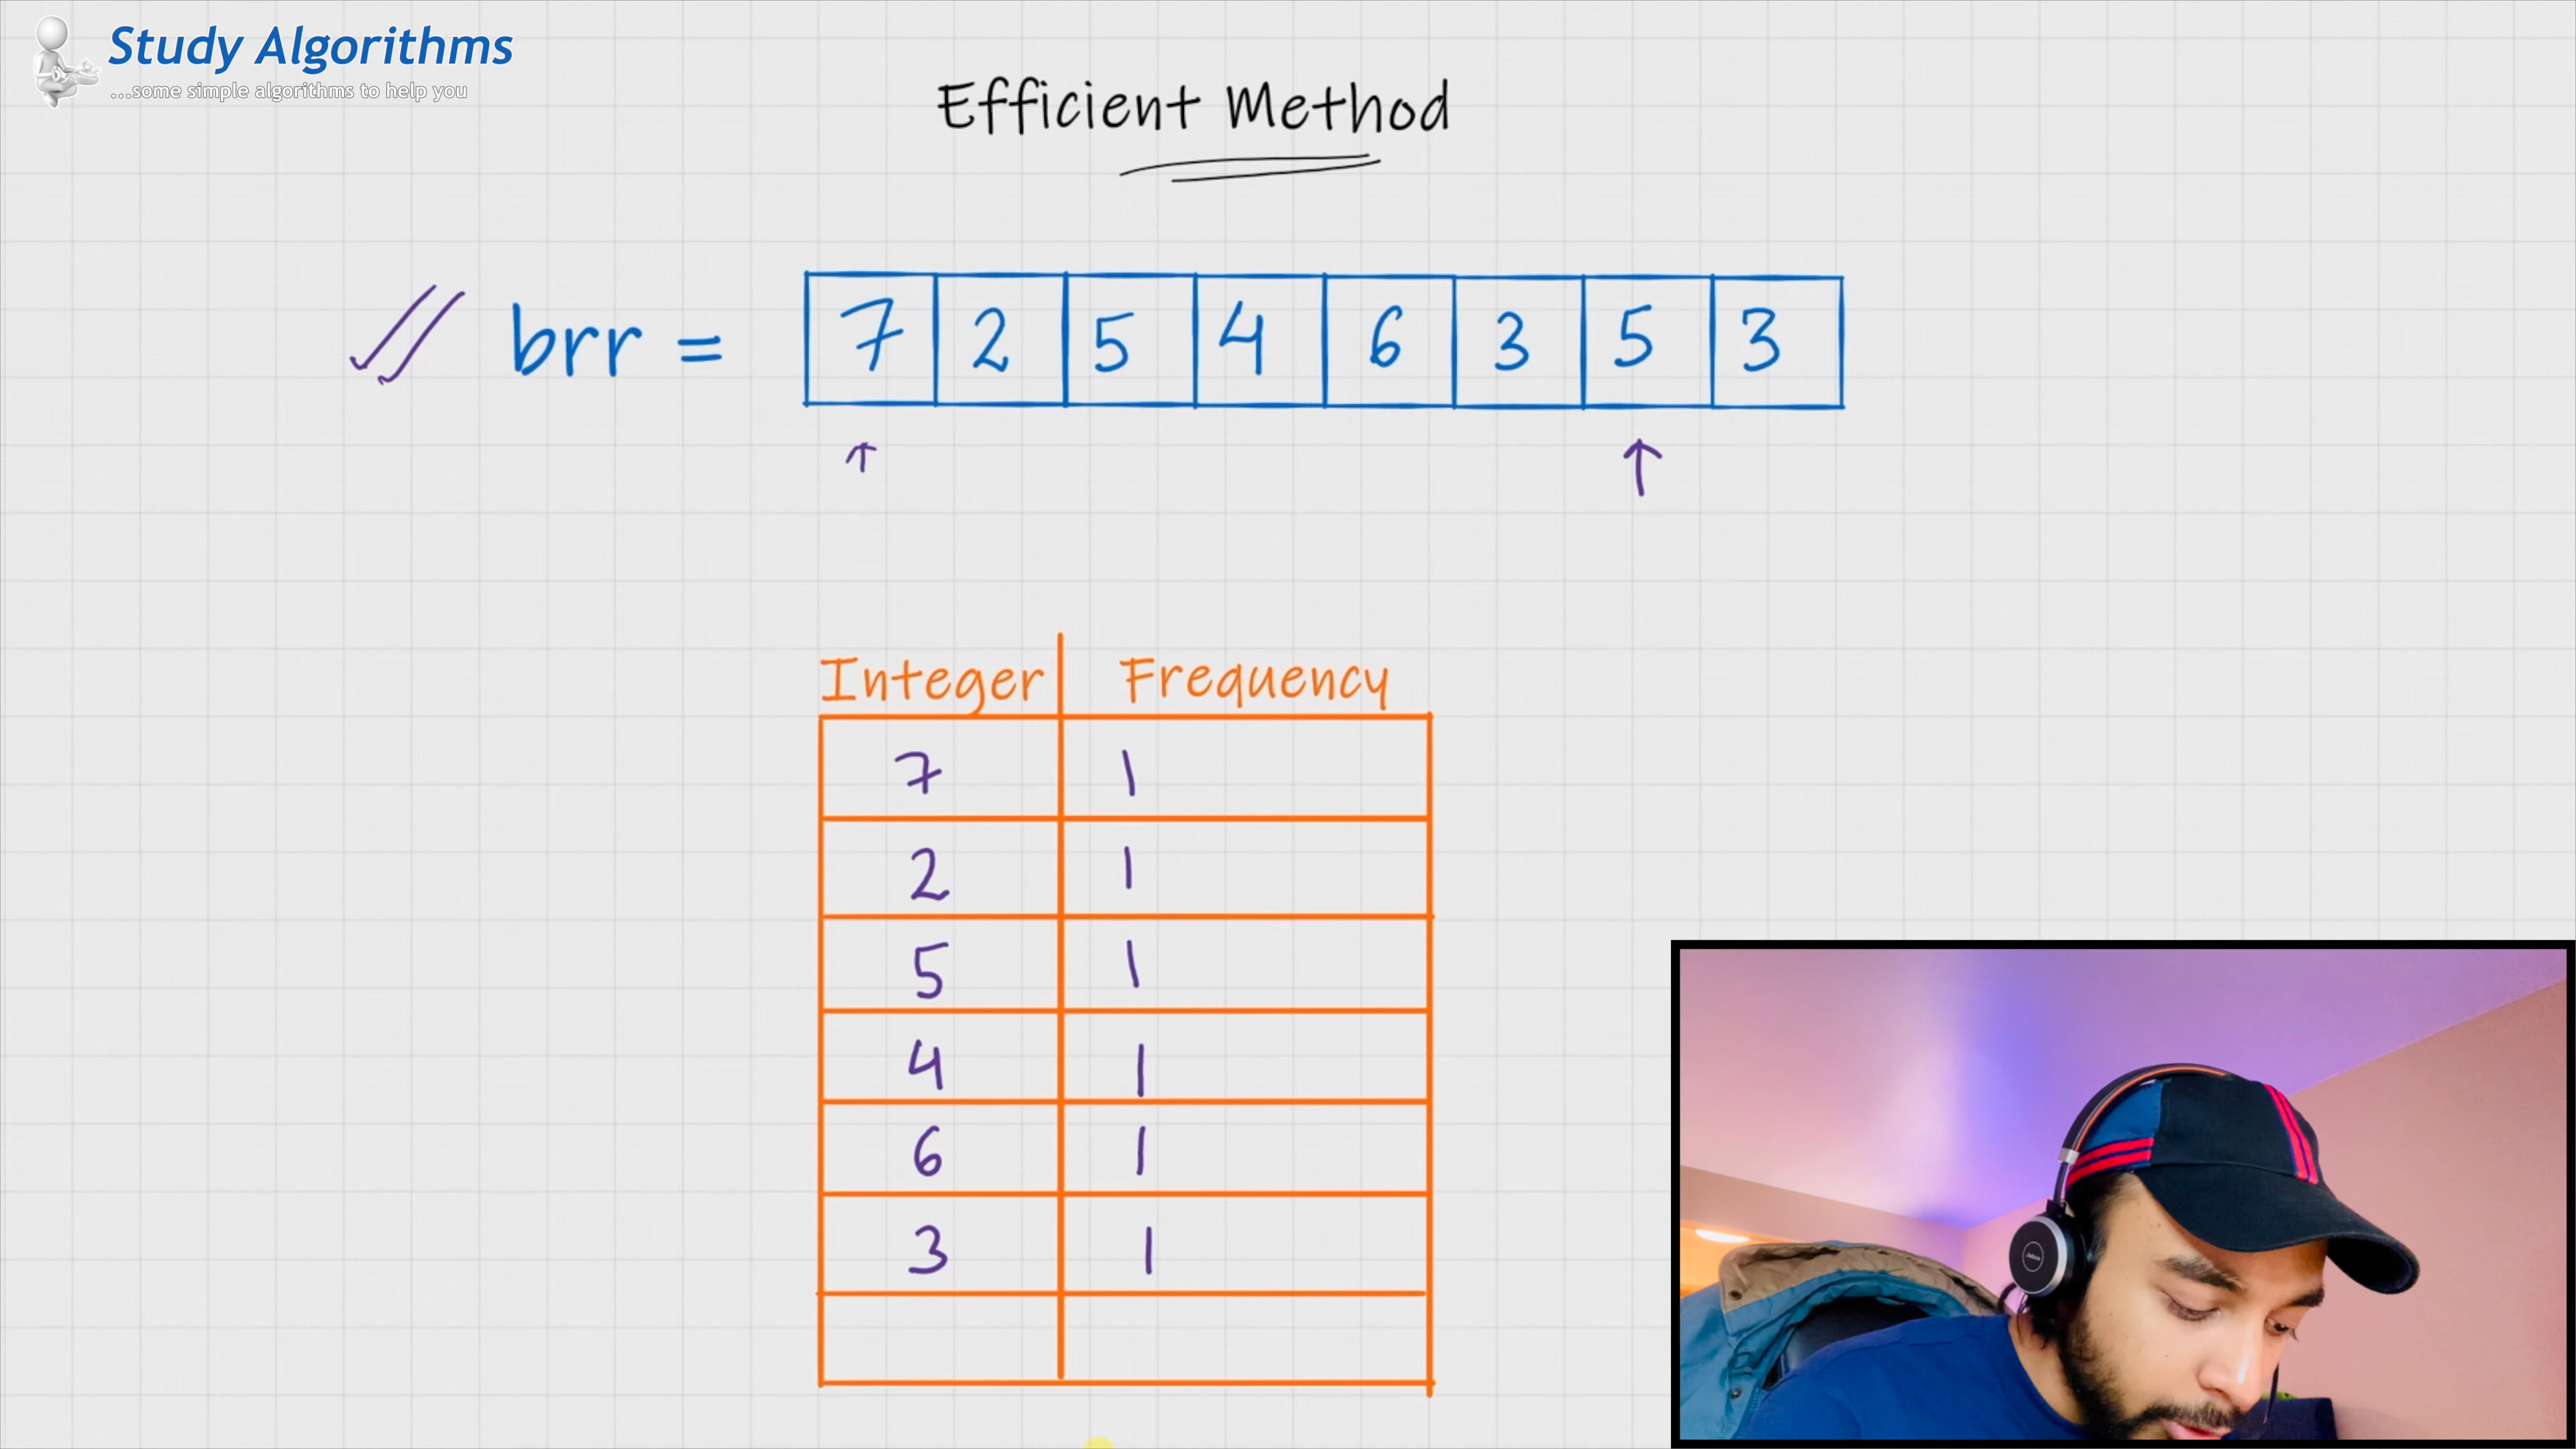 Study Algorithms
...some simple algorithms to help you
Efficient Method
brr = 7 2 5 4 6 3 5 3
Integer Frequency
7 1
2 1
5 1
4 1
6 1
3 1